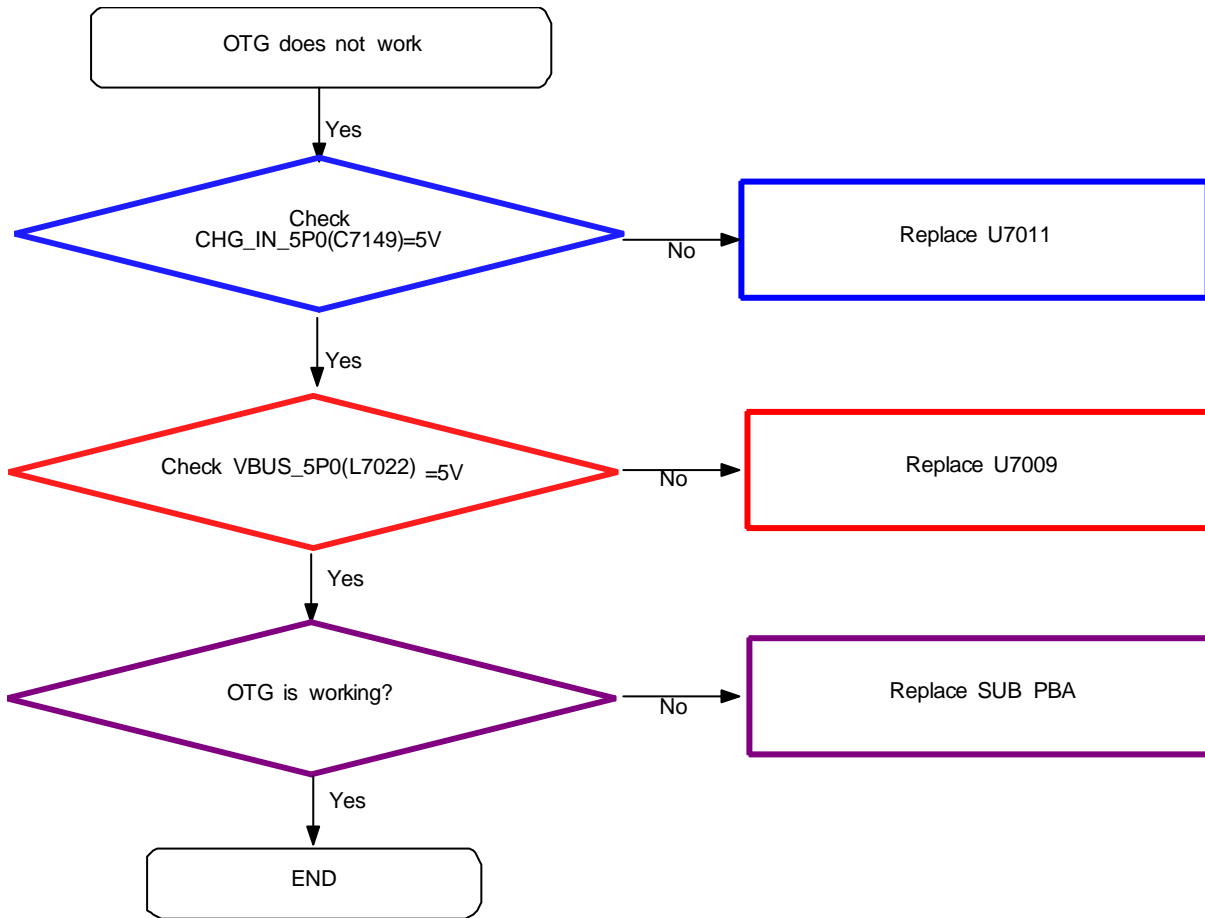 OTG does not work
Yes
Check
CHG_IN_5P0(C7149)=5V
No
Replace U7011
Yes
Check VBUS_5P0(L7022) =5V
No
Replace U7009
Yes
OTG is working?
No
Replace SUB PBA
Yes
END